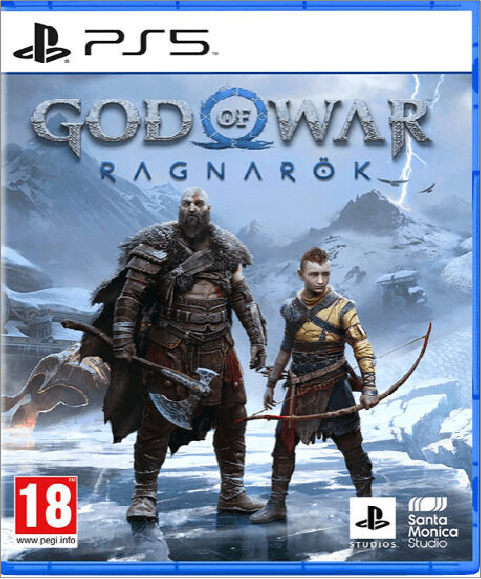 PS5
GOD OF WAR
RAGNARÖK
18
www.pegi.info
STUDIOS
Santa
Monica
Studio